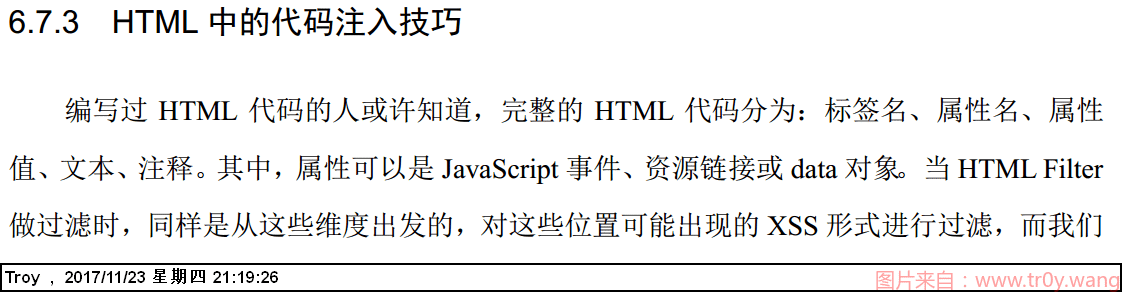 6.7.3 HTML 中的代码注入技巧
编写过 HTML 代码的人或许知道，完整的 HTML 代码分为：标签名、属性名、属性
值、文本、注释。其中，属性可以是 JavaScript 事件、资源链接或 data 对象。当 HTML Filter
做过滤时，同样是从这些维度出发的，对这些位置可能出现的 XSS 形式进行过滤，而我们
Troy ，2017/11/23 星期四 21:19:26
图片来自：www.tr0y.wang